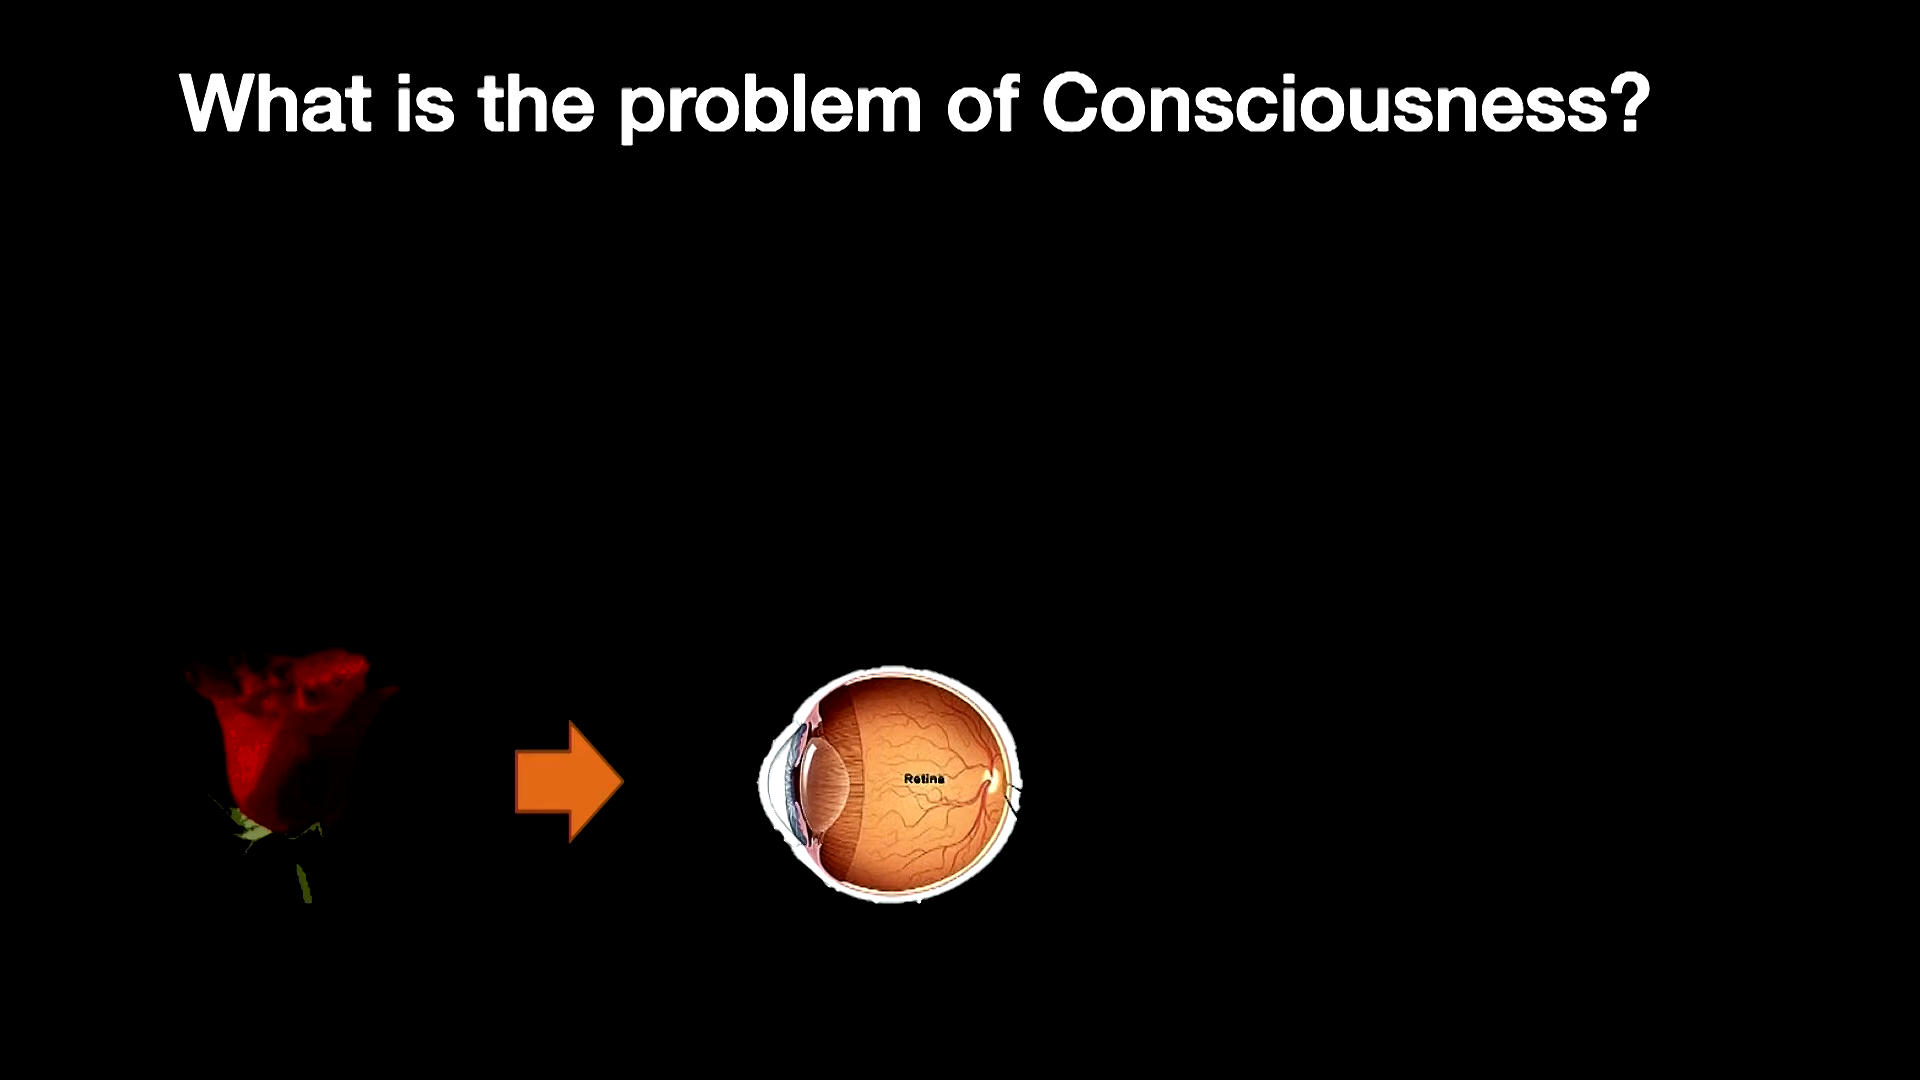 What is the problem of Consciousness?
Retina